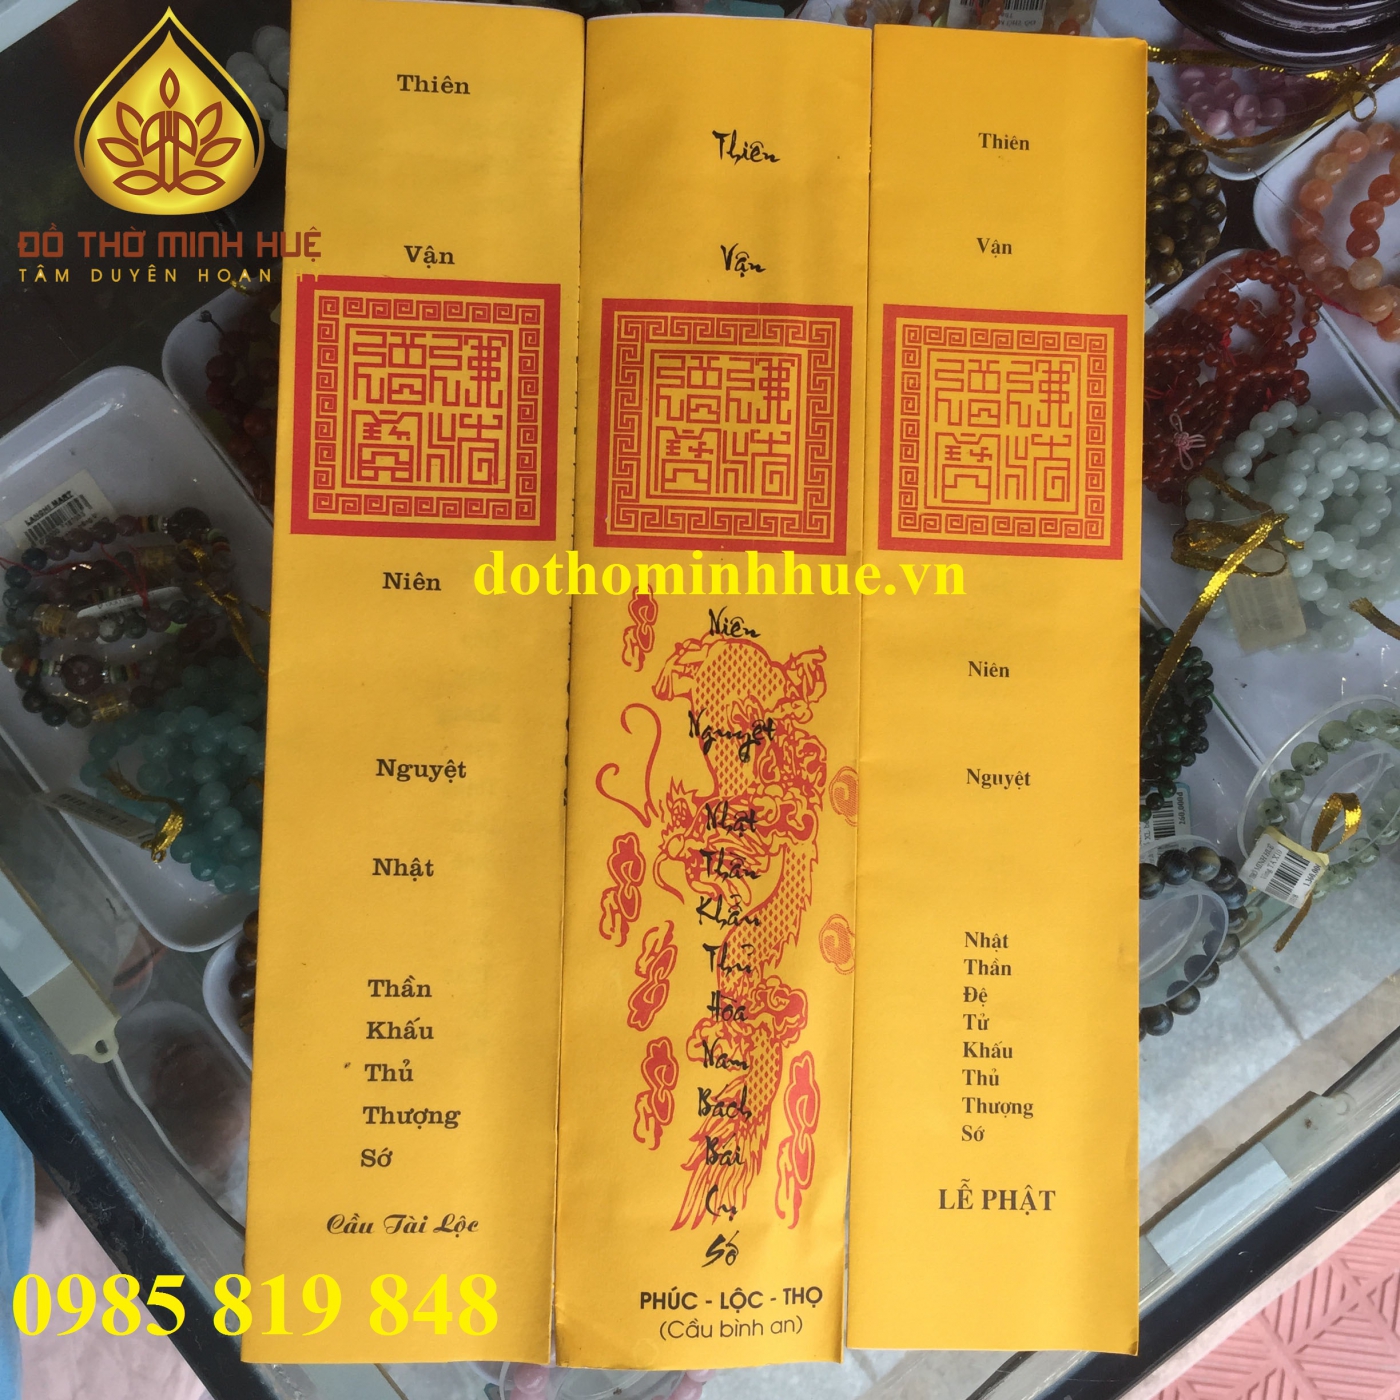 ĐỒ THỜ MINH HUỆ
TÂM DUYÊN HOAN HỶ
Thiên
Vận
Niên
Nguyệt
Nhật
Thần
Khấu
Thủ
Thượng
Sớ
Cầu Tài Lộc
Thiên
Vận
Niên
Nguyệt
Nhật
Thần
Khấu
Thủ
Hòa
Nam
Bách
Bái
Cụ
Sớ
PHÚC - LỘC - THỌ
(Cầu bình an)
Thiên
Vận
Niên
Nguyệt
Nhật
Thần
Đệ
Tử
Khấu
Thủ
Thượng
Sớ
LỄ PHẬT
dothominhhue.vn
0985 819 848